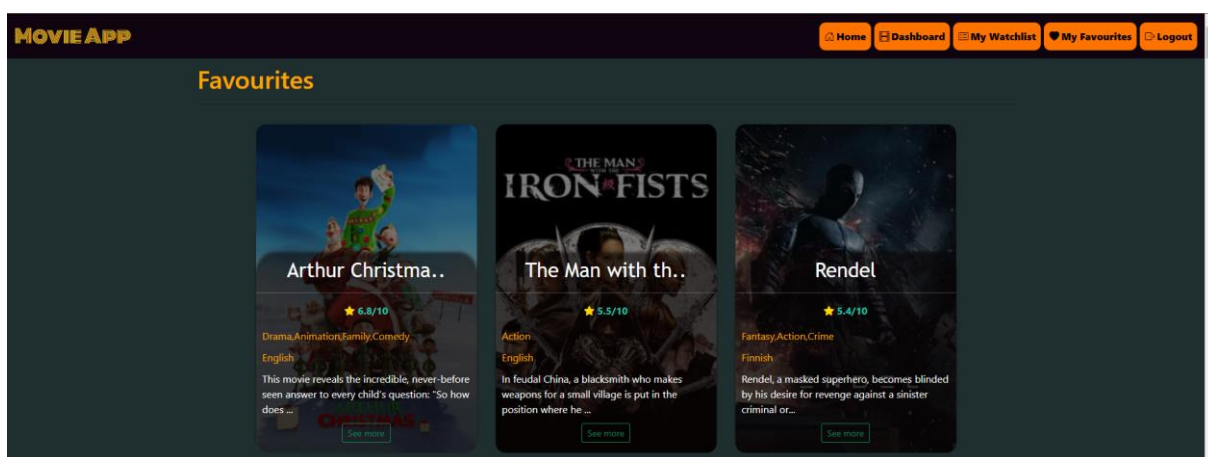 MOVIE APP
Home
Dashboard
My Watchlist
My Favourites
Logout
Favourites
THE MAN
WITH THE
IRON FISTS
Arthur Christma..
6.8/10
Drama,Animation,Family,Comedy
English
This movie reveals the incredible, never-before
seen answer to every child's question: "So how
does ...
CHRISTMAS
See more
The Man with th..
5.5/10
Action
English
In feudal China, a blacksmith who makes
weapons for a small village is put in the
position where he ...
See more
Rendel
5.4/10
Fantasy,Action,Crime
Finnish
Rendel, a masked superhero, becomes blinded
by his desire for revenge against a sinister
criminal or...
See more